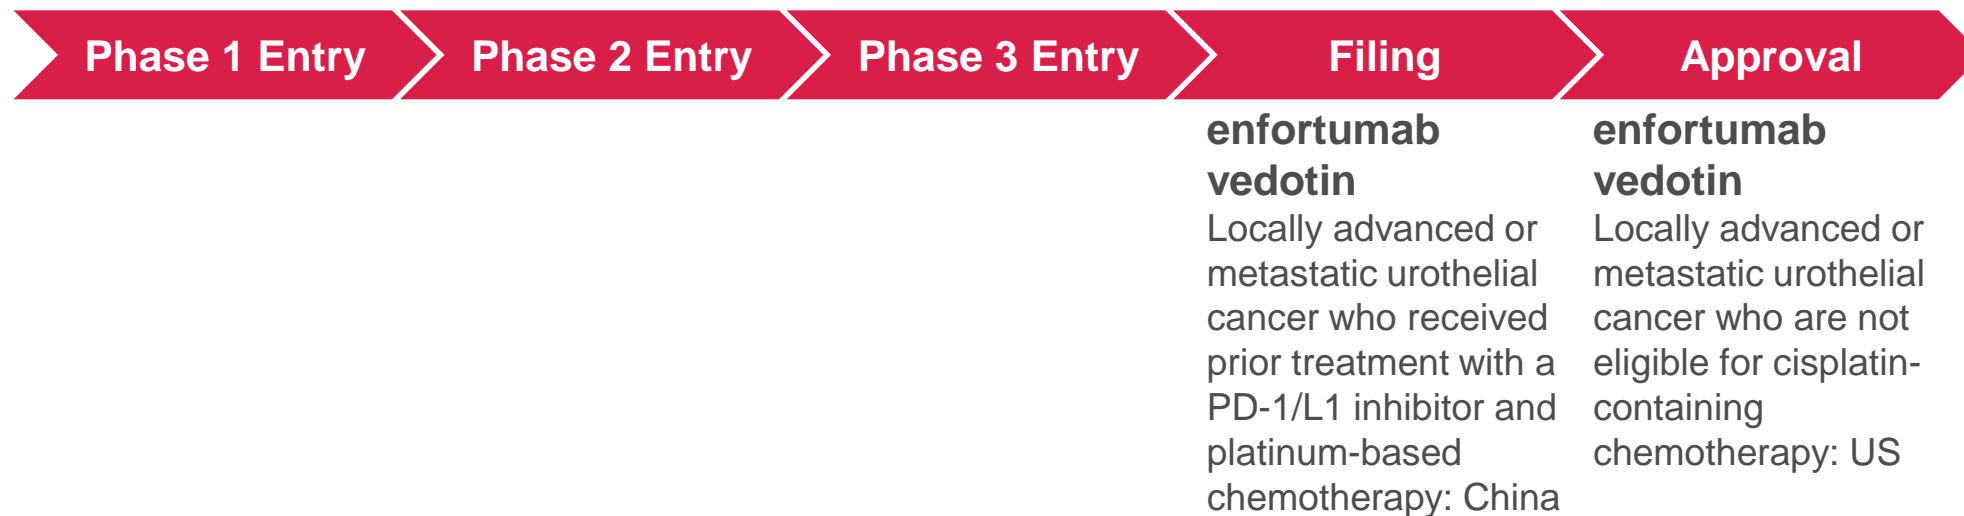 Phase 1 Entry
Phase 2 Entry
Phase 3 Entry
Filing
Approval
enfortumab
vedotin
Locally advanced or
metastatic urothelial
cancer who received
prior treatment with a
PD-1/L1 inhibitor and
platinum-based
chemotherapy: China
enfortumab
vedotin
Locally advanced or
metastatic urothelial
cancer who are not
eligible for cisplatin-
containing
chemotherapy: US